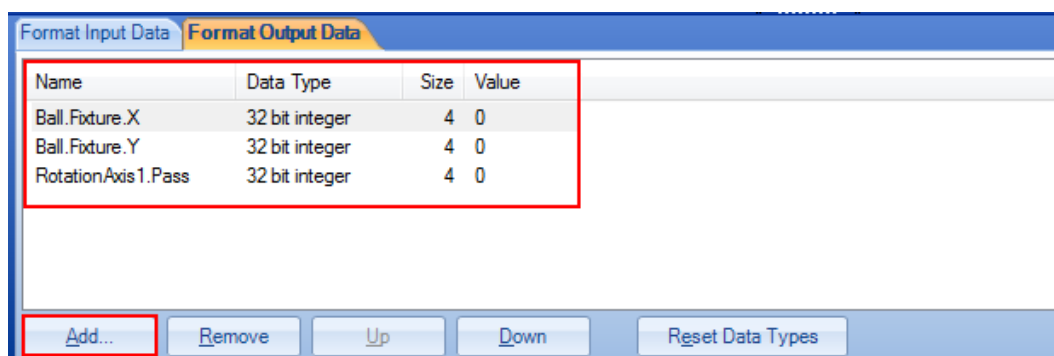 Format Input Data Format Output Data
Name Data Type Size Value
Ball.Fixture.X 32 bit integer 4 0
Ball.Fixture.Y 32 bit integer 4 0
RotationAxis1.Pass 32 bit integer 4 0
Add... Remove Up Down Reset Data Types